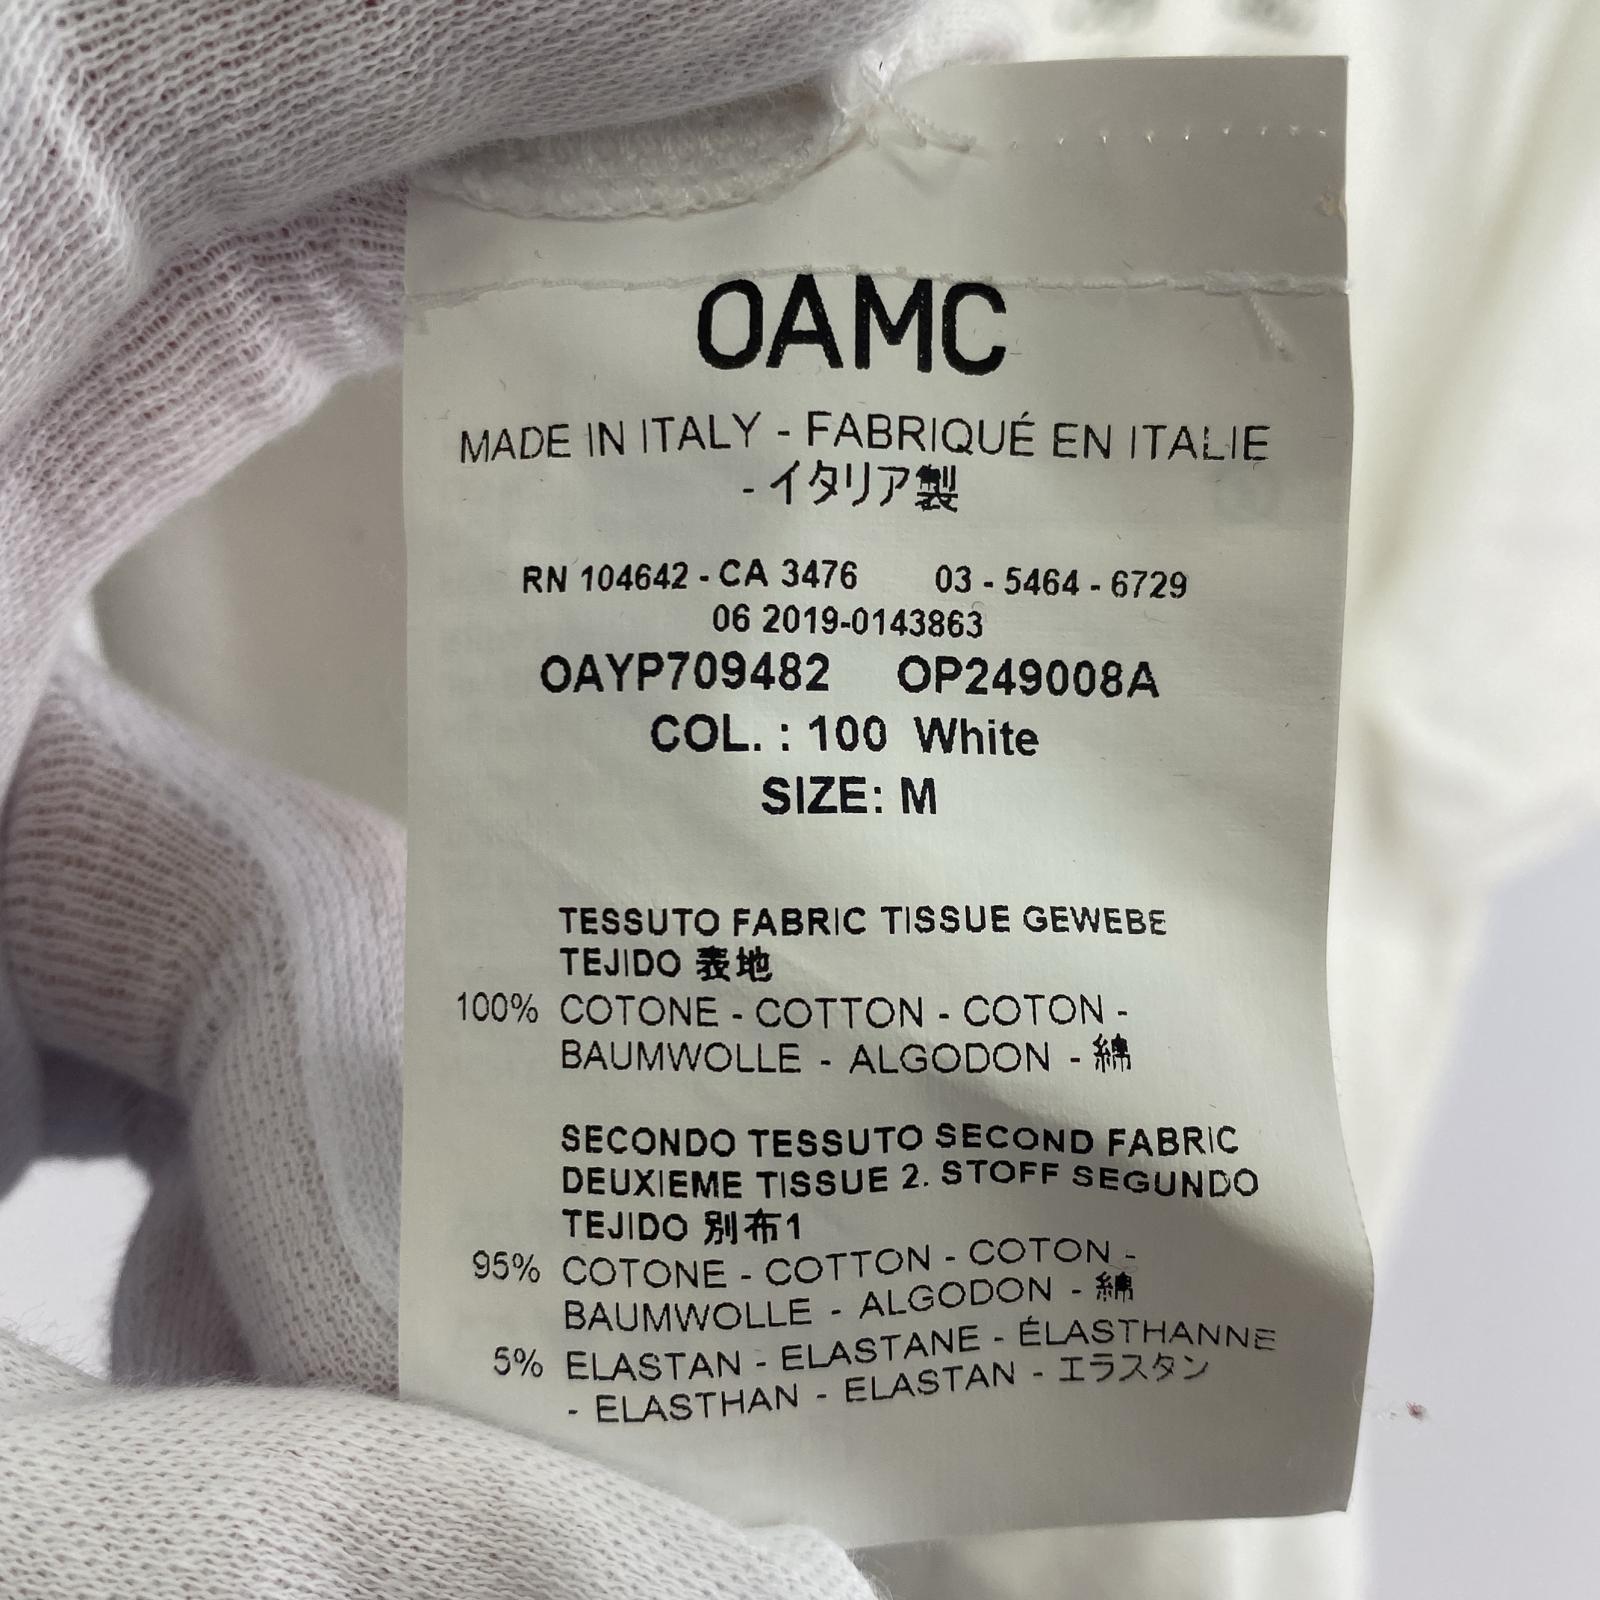 OAMC
MADE IN ITALY - FABRIQUÉ EN ITALIE
- イタリア製
RN 104642 - CA 3476 03 - 5464 - 6729
06 2019-0143863
OAYP709482 OP249008A
COL. : 100 White
SIZE: M
TESSUTO FABRIC TISSUE GEWEBE
TEJIDO 表地
100% COTONE - COTTON - COTON -
BAUMWOLLE - ALGODON - 綿
SECONDO TESSUTO SECOND FABRIC
DEUXIEME TISSUE 2. STOFF SEGUNDO
TEJIDO 別布1
95% COTONE - COTTON - COTON -
BAUMWOLLE - ALGODON - 綿
5% ELASTAN - ELASTANE - ÉLASTHANNE
- ELASTHAN - ELASTAN - エラスタン